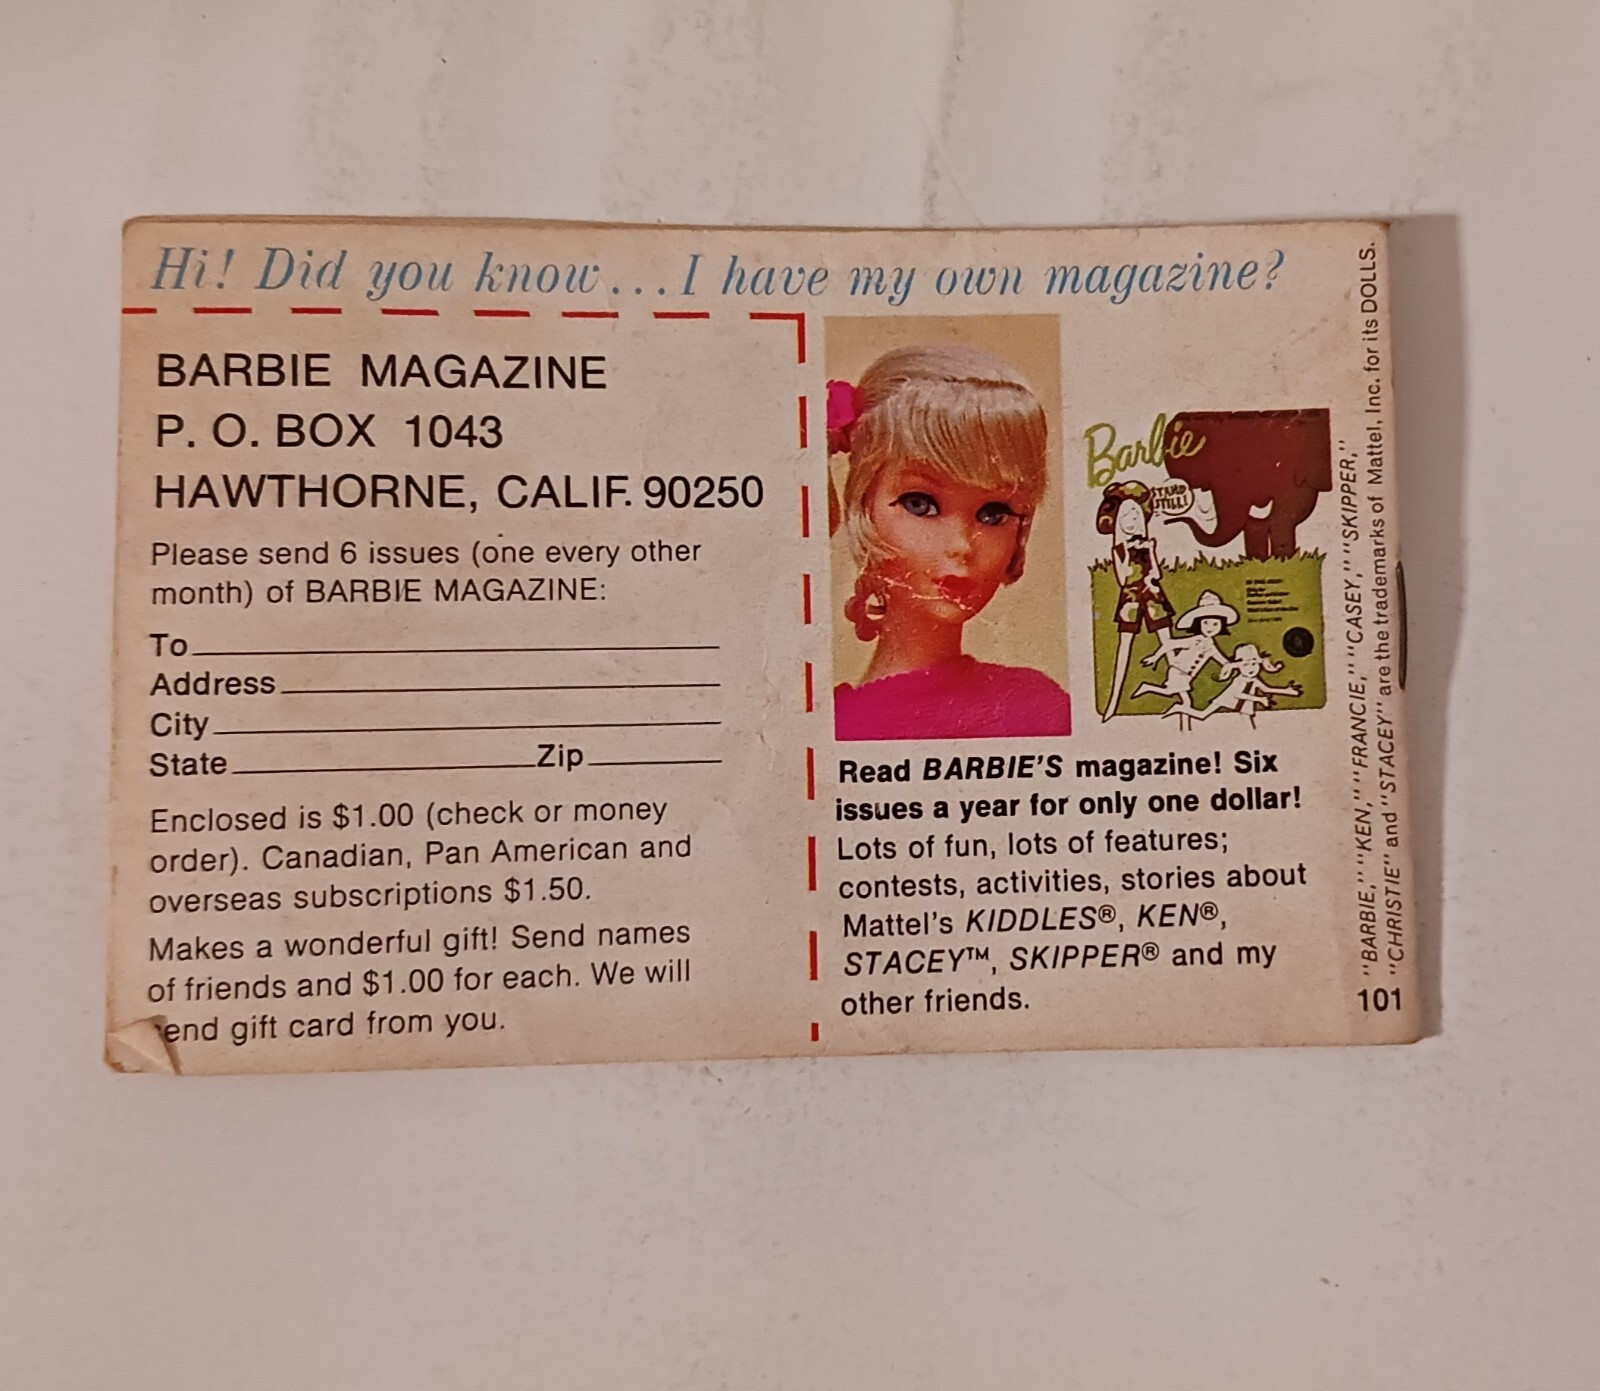 Hi! Did you know...I have my own magazine?
BARBIE MAGAZINE
P. O. BOX 1043
HAWTHORNE, CALIF. 90250
Please send 6 issues (one every other
month) of BARBIE MAGAZINE:
To
Address
City
State Zip
Enclosed is $1.00 (check or money
order). Canadian, Pan American and
overseas subscriptions $1.50.
Makes a wonderful gift! Send names
of friends and $1.00 for each. We will
end gift card from you.
Barbie
STAND
STILL!
Read BARBIE'S magazine! Six
issues a year for only one dollar!
Lots of fun, lots of features;
contests, activities, stories about
Mattel's KIDDLES®, KEN®,
STACEY™, SKIPPER® and my
other friends.
"BARBIE," "KEN," "FRANCIE," "CASEY," "SKIPPER,"
"CHRISTIE" and "STACEY" are the trademarks of Mattel, Inc. for its DOLLS.
101